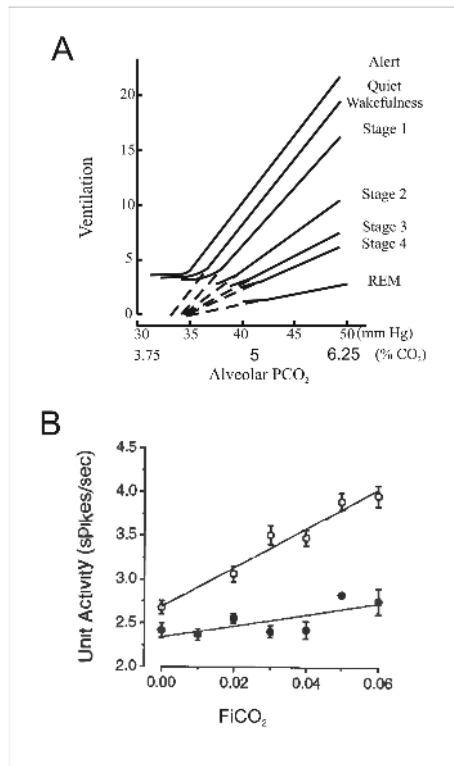 A
Alert
Quiet
Wakefulness
Stage 1
Stage 2
Stage 3
Stage 4
REM
Ventilation
20
15
10
5
0
30 35 40 45 50 (mm Hg)
3.75 5 6.25 (% CO₂)
Alveolar PCO₂
B
Unit Activity (spikes/sec)
4.5
4.0
3.5
3.0
2.5
2.0
0.00 0.02 0.04 0.06
FiCO₂